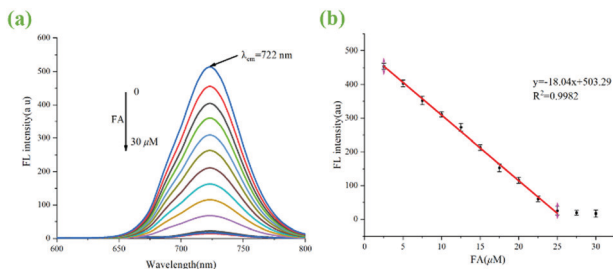 (a)
600
500
400
300
200
100
0
FL intensity(a u)
λem=722 nm
0
FA
30 μM
600
650
700
750
800
Wavelength(nm)
(b)
500
400
300
200
100
0
FL intensity(au)
y=-18.04x+503.29
R²=0.9982
0
5
10
15
20
25
30
FA(μM)